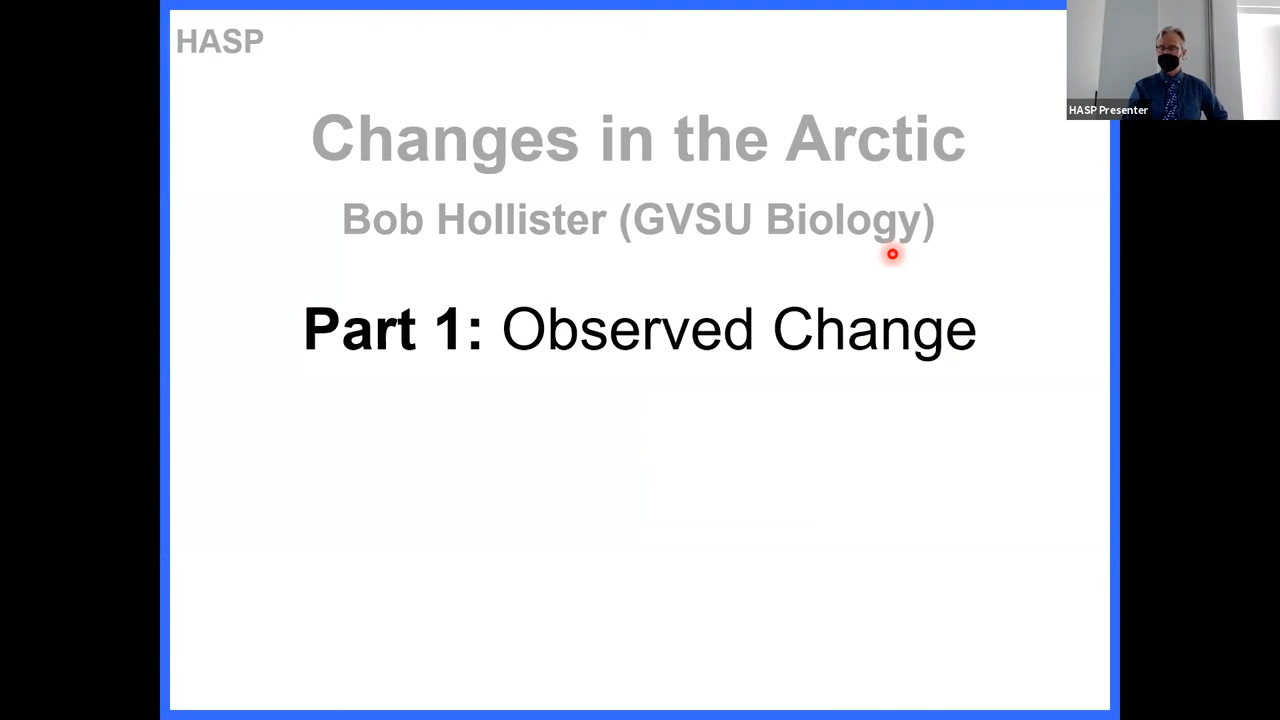 HASP
Changes in the Arctic
Bob Hollister (GVSU Biology)
Part 1: Observed Change
HASP Presenter